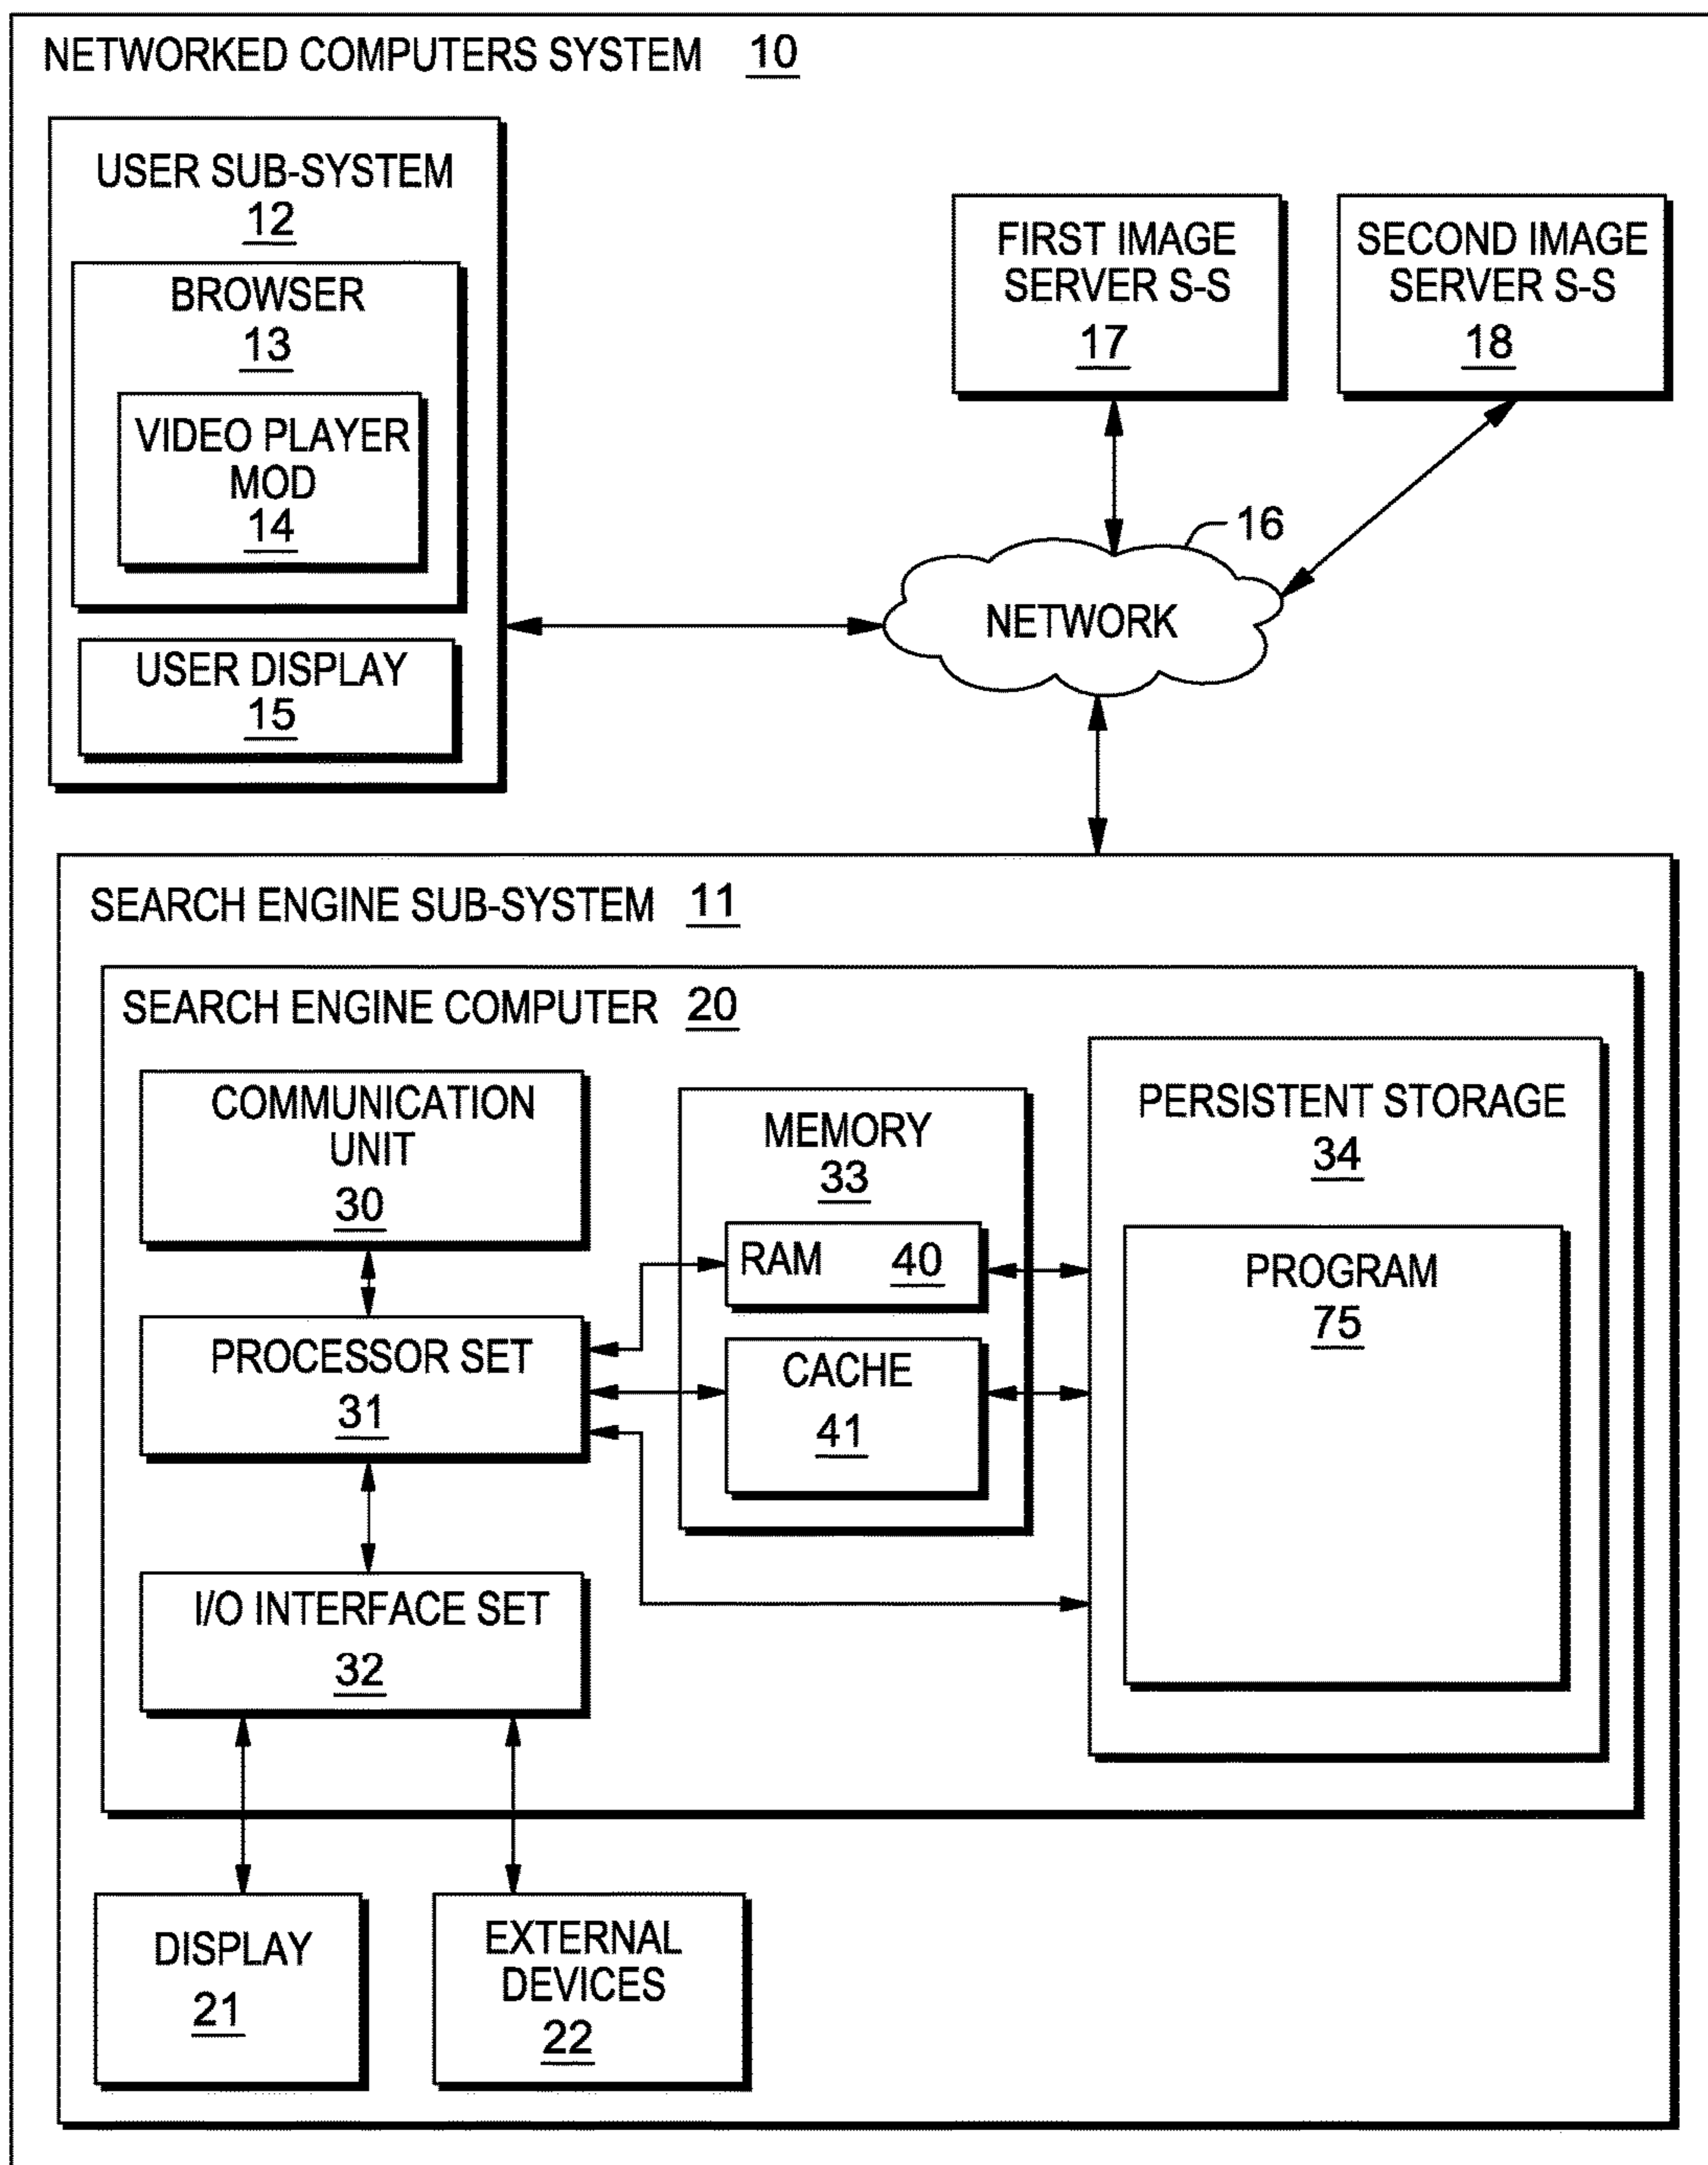 NETWORKED COMPUTERS SYSTEM 10
USER SUB-SYSTEM
12
BROWSER
13
VIDEO PLAYER
MOD
14
USER DISPLAY
15
FIRST IMAGE
SERVER S-S
17
SECOND IMAGE
SERVER S-S
18
16
NETWORK
SEARCH ENGINE SUB-SYSTEM 11
SEARCH ENGINE COMPUTER 20
COMMUNICATION
UNIT
30
PROCESSOR SET
31
I/O INTERFACE SET
32
MEMORY
33
RAM 40
CACHE
41
PERSISTENT STORAGE
34
PROGRAM
75
DISPLAY
21
EXTERNAL
DEVICES
22